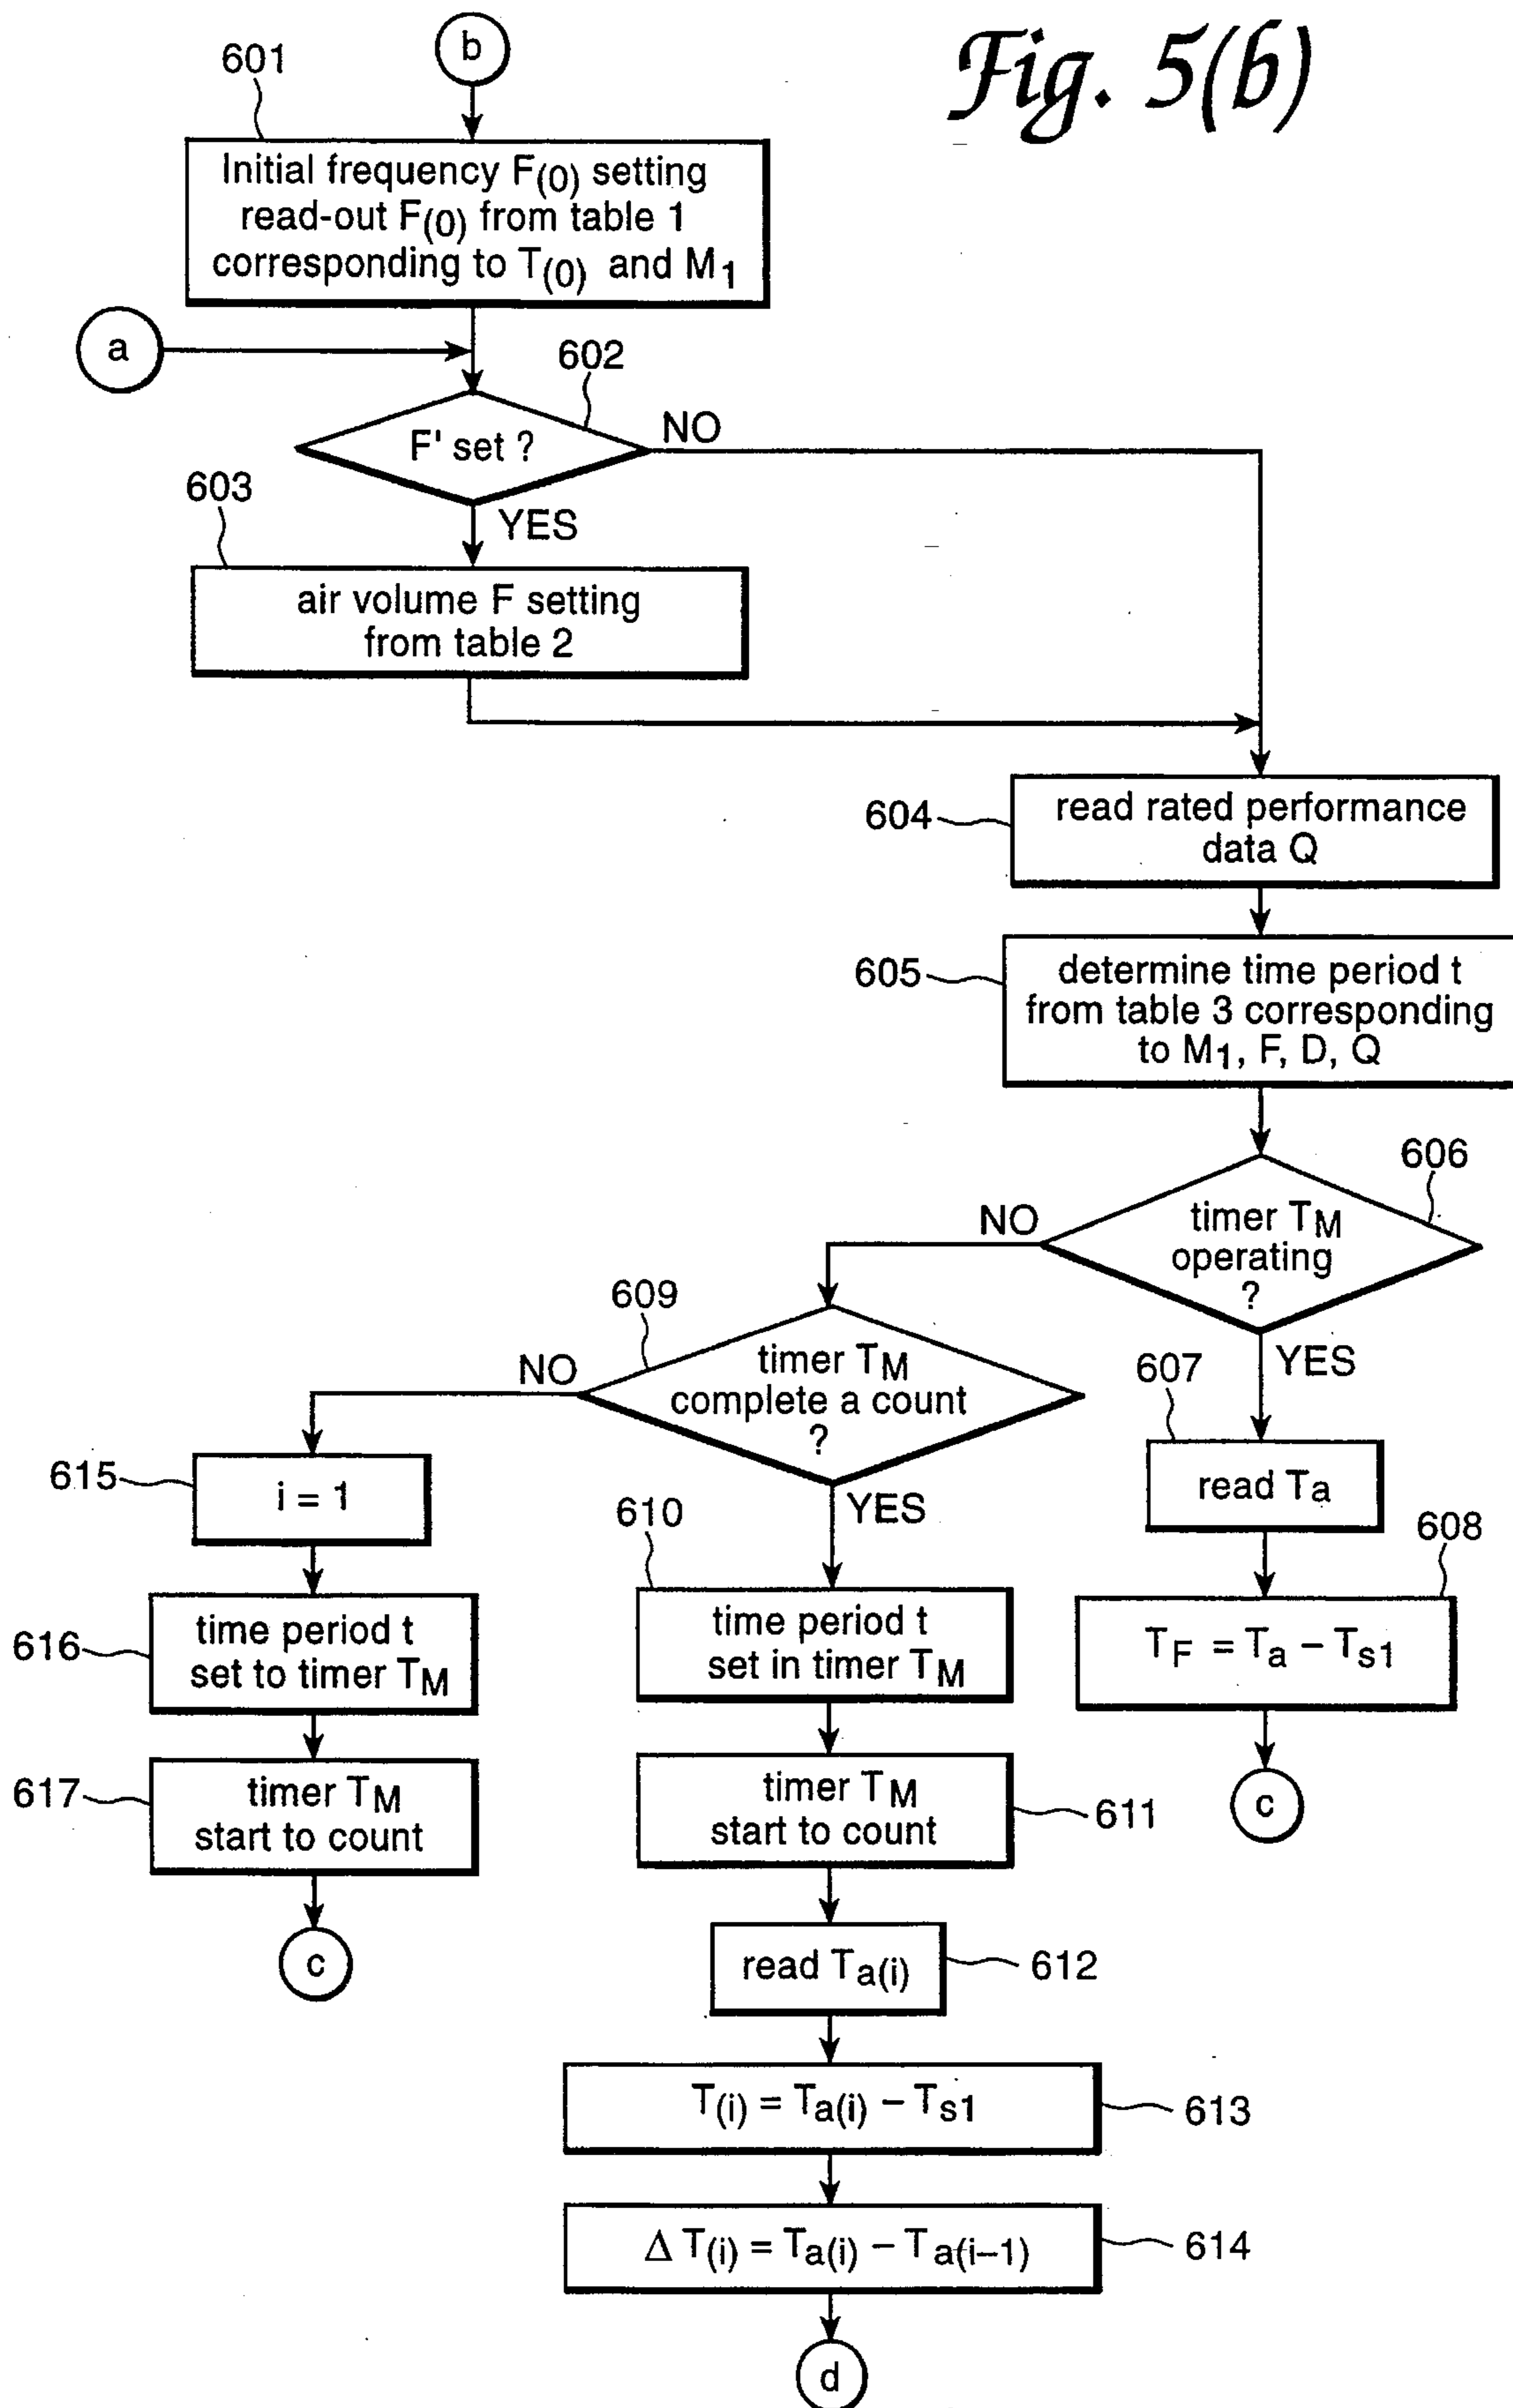 Fig. 5(b)
b
601
Initial frequency F(0) setting
read-out F(0) from table 1
corresponding to T(0) and M1
a
602
F' set ?
NO
603
YES
air volume F setting
from table 2
604
read rated performance
data Q
605
determine time period t
from table 3 corresponding
to M1, F, D, Q
606
timer TM
operating
?
NO
YES
609
timer TM
complete a count
?
NO
YES
607
read Ta
608
TF = Ta – Ts1
c
615
i = 1
616
time period t
set to timer TM
617
timer TM
start to count
c
610
time period t
set in timer TM
611
timer TM
start to count
612
read Ta(i)
613
T(i) = Ta(i) – Ts1
614
Δ T(i) = Ta(i) – Ta(i–1)
d